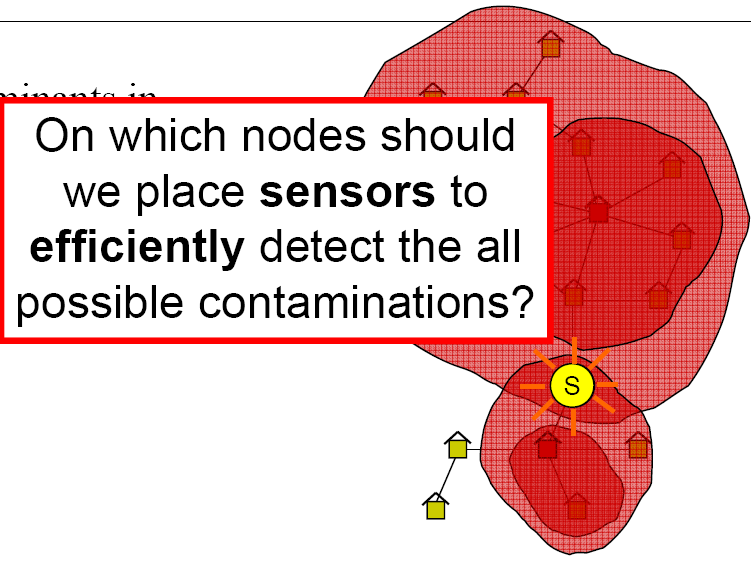 On which nodes should
we place sensors to
efficiently detect the all
possible contaminations?
S